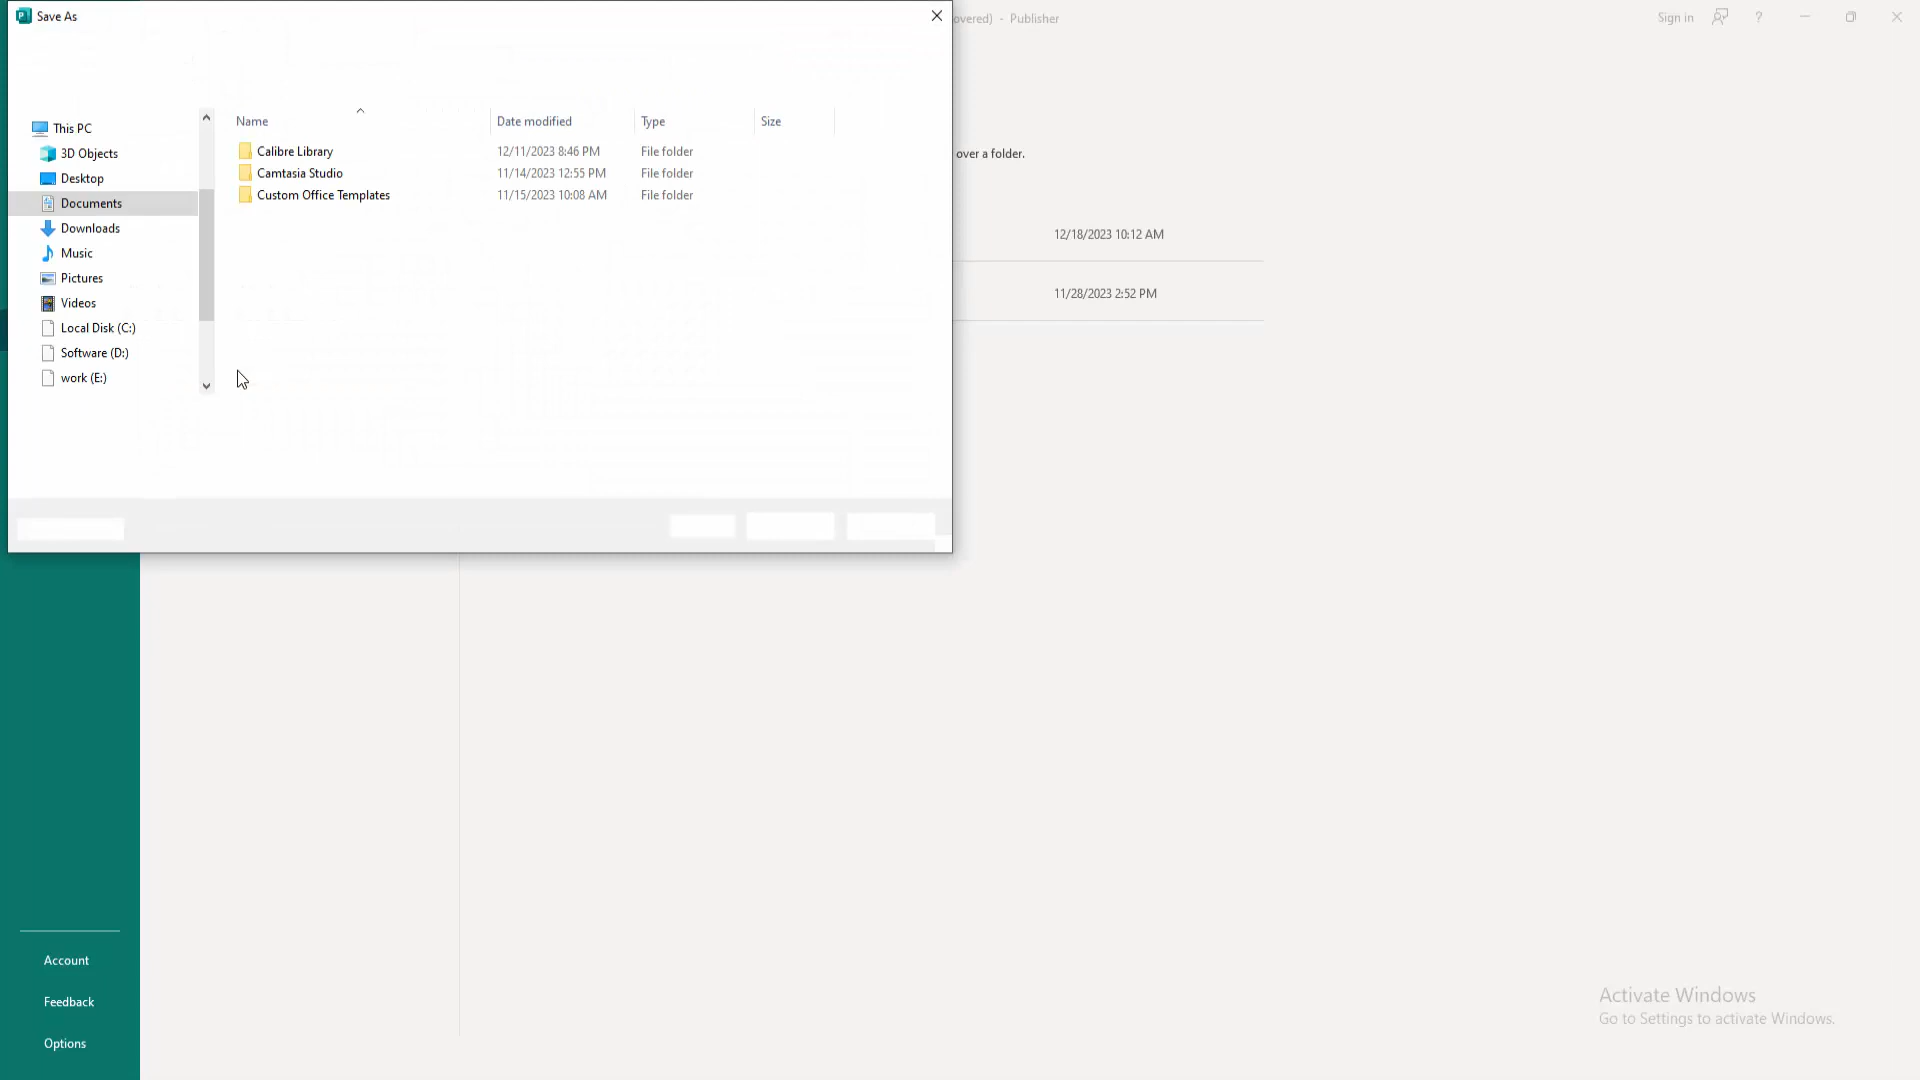 Save As
overed) - Publisher
Sign in
?
over a folder.
Name
Date modified
Type
Size
This PC
3D Objects
Desktop
Documents
Downloads
Music
Pictures
Videos
Local Disk (C:)
Software (D:)
work (E:)
Calibre Library 12/11/2023 8:46 PM File folder
Camtasia Studio 11/14/2023 12:55 PM File folder
Custom Office Templates 11/15/2023 10:08 AM File folder
12/18/2023 10:12 AM
11/28/2023 2:52 PM
Account
Feedback
Options
Activate Windows
Go to Settings to activate Windows.